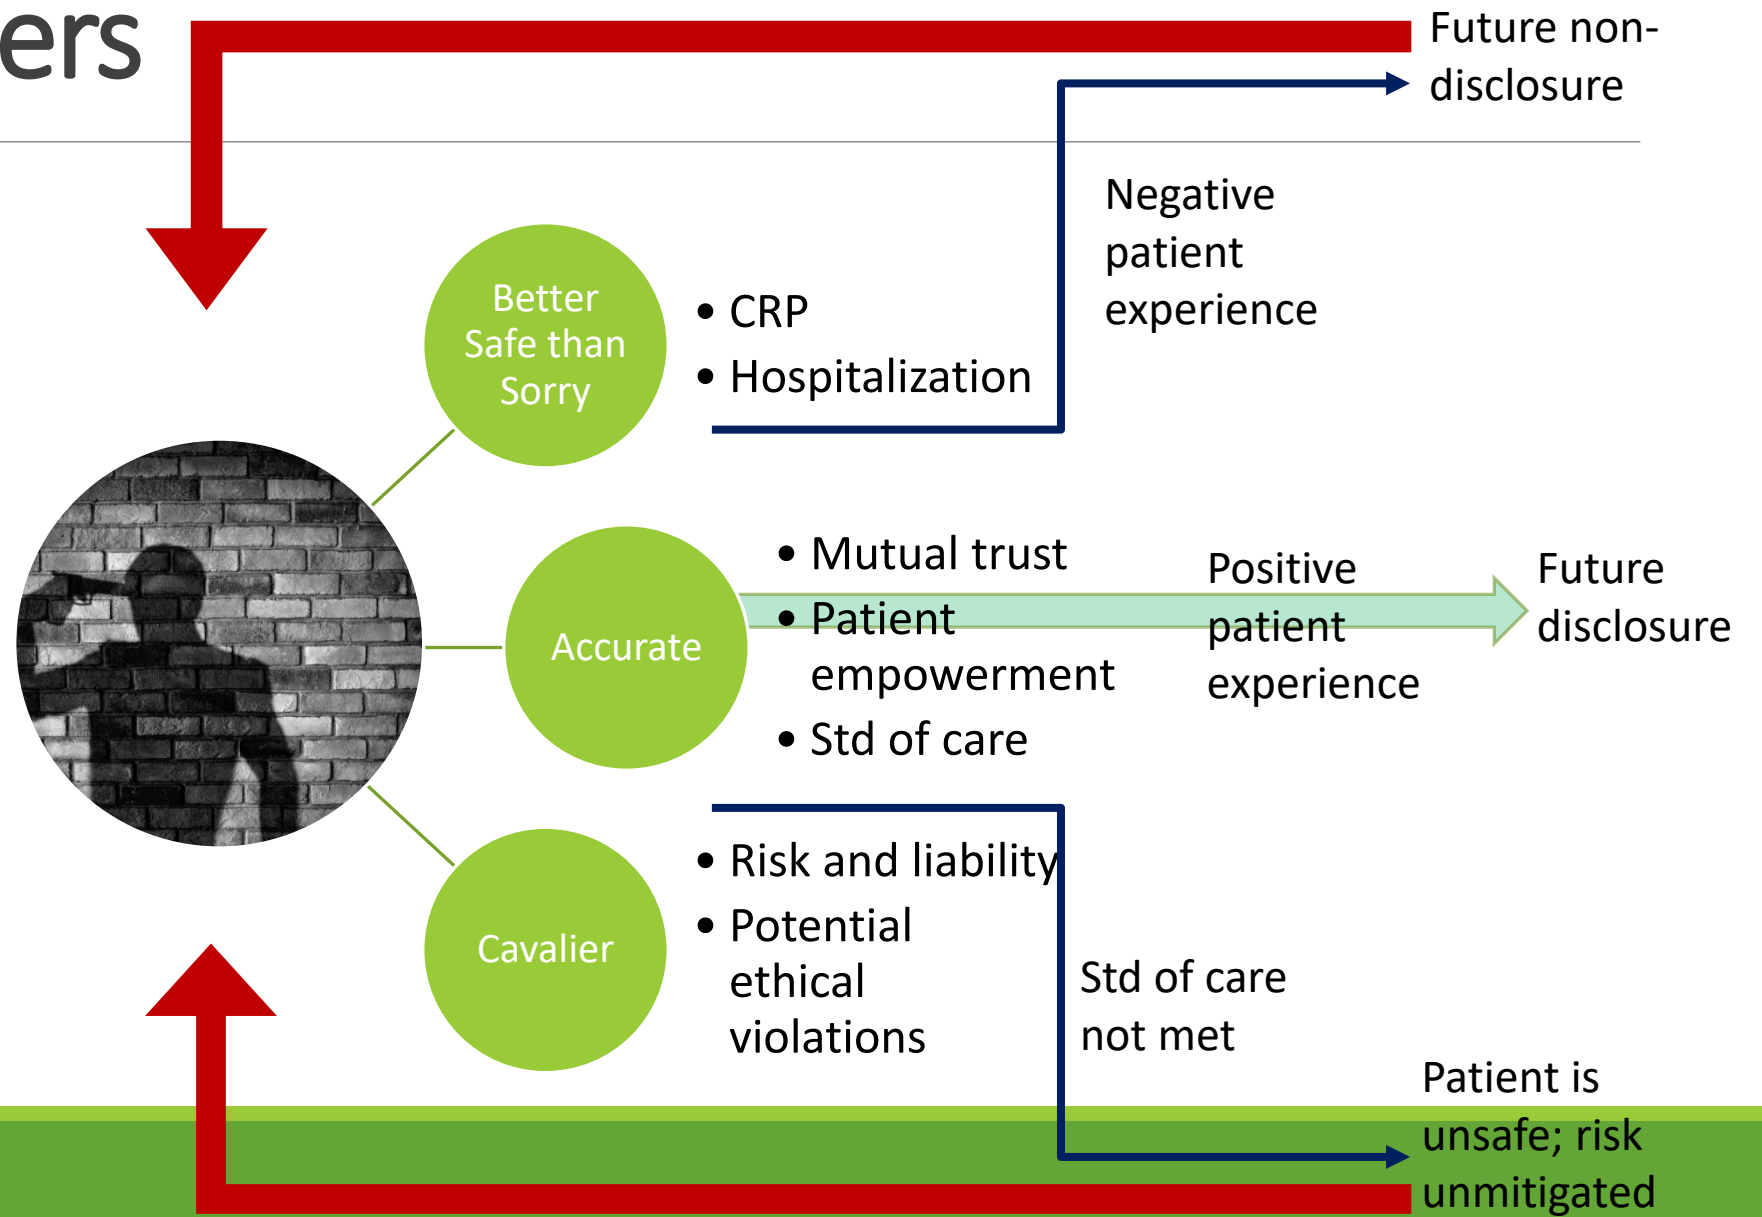 ers
Future non-
disclosure
Negative
patient
experience
Better
Safe than
Sorry
• CRP
• Hospitalization
Accurate
• Mutual trust
• Patient
empowerment
• Std of care
Positive
patient
experience
Future
disclosure
Cavalier
• Risk and liability
• Potential
ethical
violations
Std of care
not met
Patient is
unsafe; risk
unmitigated